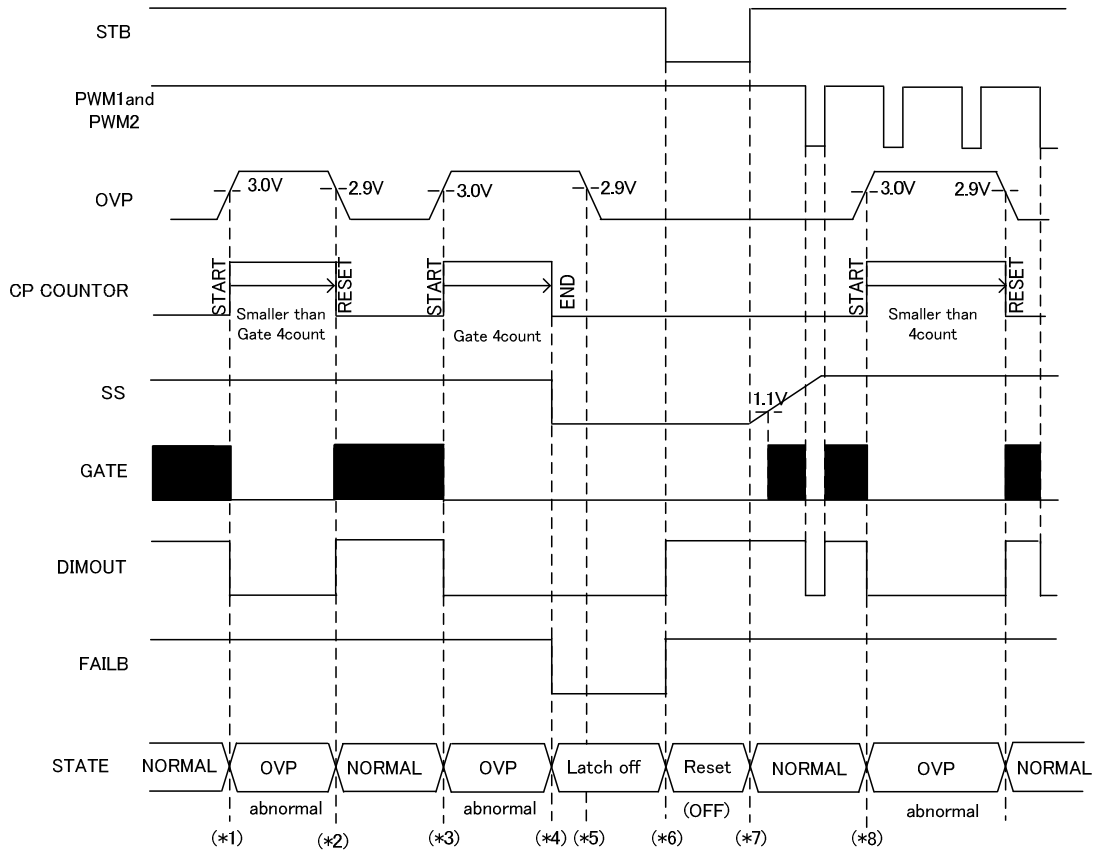 STB
PWM1and
PWM2
OVP
3.0V
2.9V
3.0V
2.9V
3.0V
2.9V
CP COUNTOR
START
RESET
START
END
START
RESET
Smaller than
Gate 4count
Gate 4count
Smaller than
4count
SS
1.1V
GATE
DIMOUT
FAILB
STATE
NORMAL
OVP
NORMAL
OVP
Latch off
Reset
NORMAL
OVP
NORMAL
abnormal
abnormal
(OFF)
abnormal
(*1)
(*2)
(*3)
(*4)
(*5)
(*6)
(*7)
(*8)